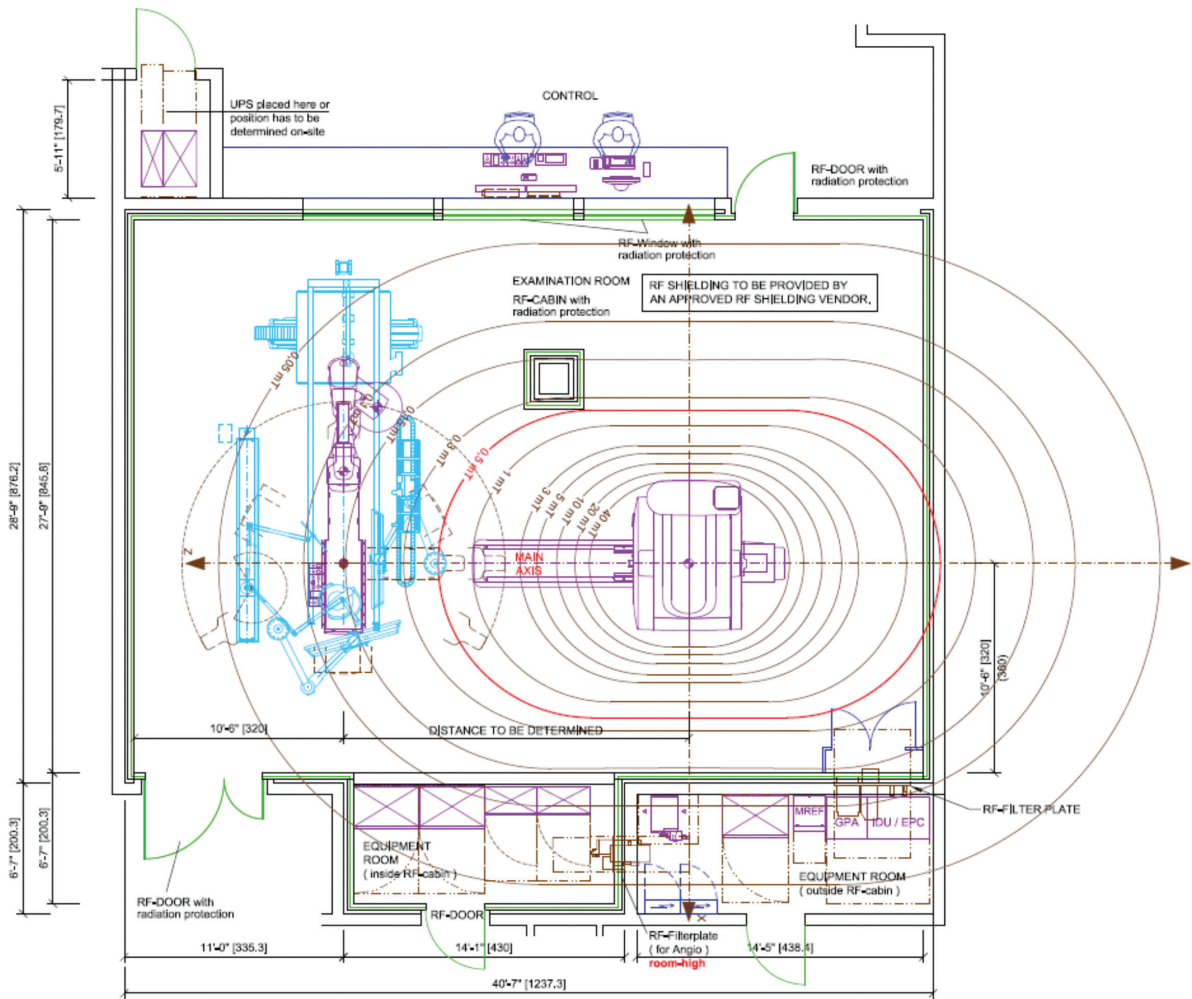 UPS placed here or
position has to be
determined on-site
CONTROL
5'-11" [179.7]
RF-DOOR with
radiation protection
RF-Window with
radiation protection
EXAMINATION ROOM
RF-CABIN with
radiation protection
RF SHIELDING TO BE PROVIDED BY
AN APPROVED RF SHIELDING VENDOR,
28'-9" [876.2]
27'-9" [845.6]
0.05 mT
0.3 mT
0.5 mT
1 mT
3 mT
5 mT
10 mT
20 mT
40 mT
Z
MAIN
AXIS
10'-6" [320]
(360)
10'-6" [320]
DISTANCE TO BE DETERMINED
6'-7" [200.3]
6'-7" [200.3]
MREF
GPA
IOU / EPC
RF-FILTER PLATE
EQUIPMENT
ROOM
( inside RF-cabin )
EQUIPMENT ROOM
( outside RF-cabin )
RF-DOOR with
radiation protection
RF-DOOR
X
RF-Filterplate
( for Angio )
room-high
11'-0" [335.3]
14'-1" [430]
14'-5" [438.4]
40'-7" [1237.3]